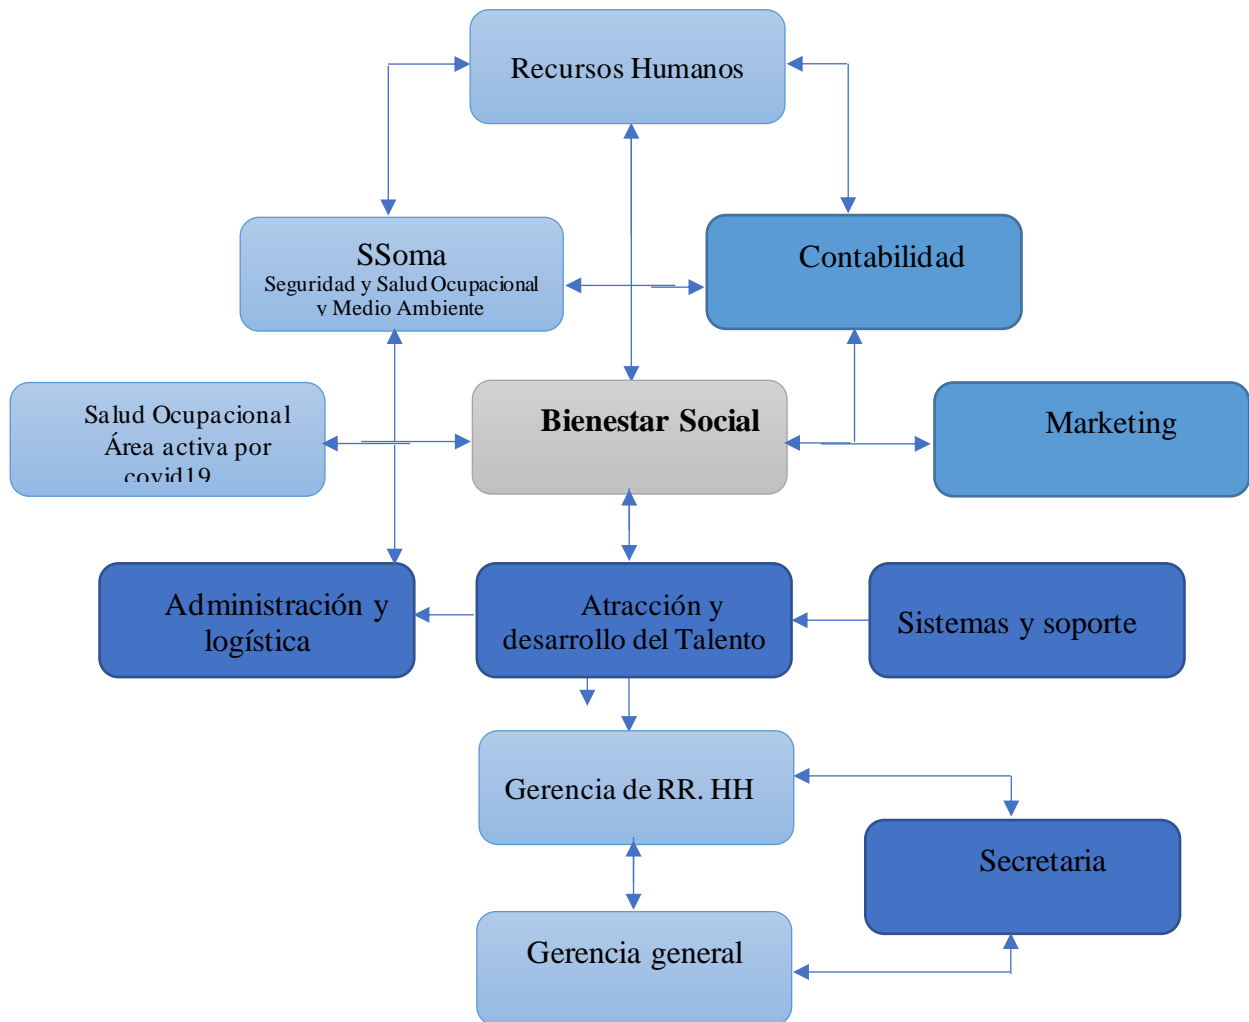 Recursos Humanos
SSoma
Seguridad y Salud Ocupacional
y Medio Ambiente
Contabilidad
Salud Ocupacional
Área activa por
covid19
Bienestar Social
Marketing
Administración y
logística
Atracción y
desarrollo del Talento
Sistemas y soporte
Gerencia de RR. HH
Secretaria
Gerencia general